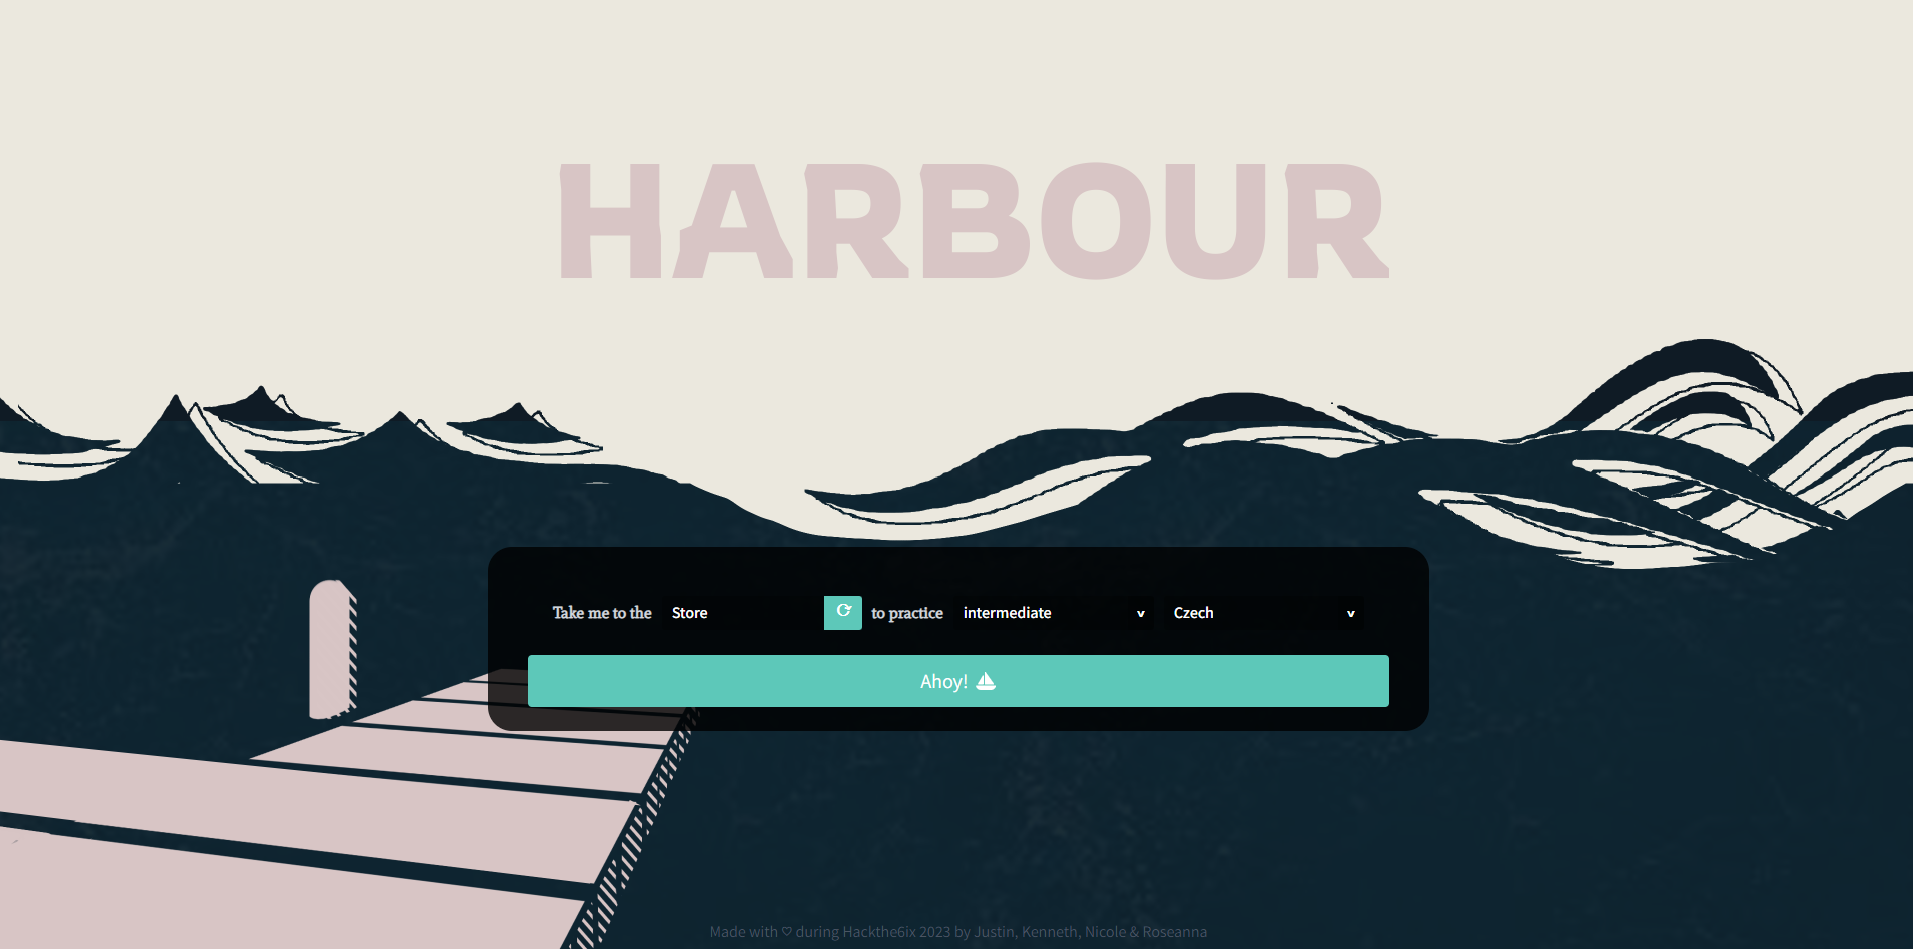 HARBOUR
Take me to the Store to practice intermediate Czech
Ahoy!
Made with ♡ during Hackthe6ix 2023 by Justin, Kenneth, Nicole & Roseanna